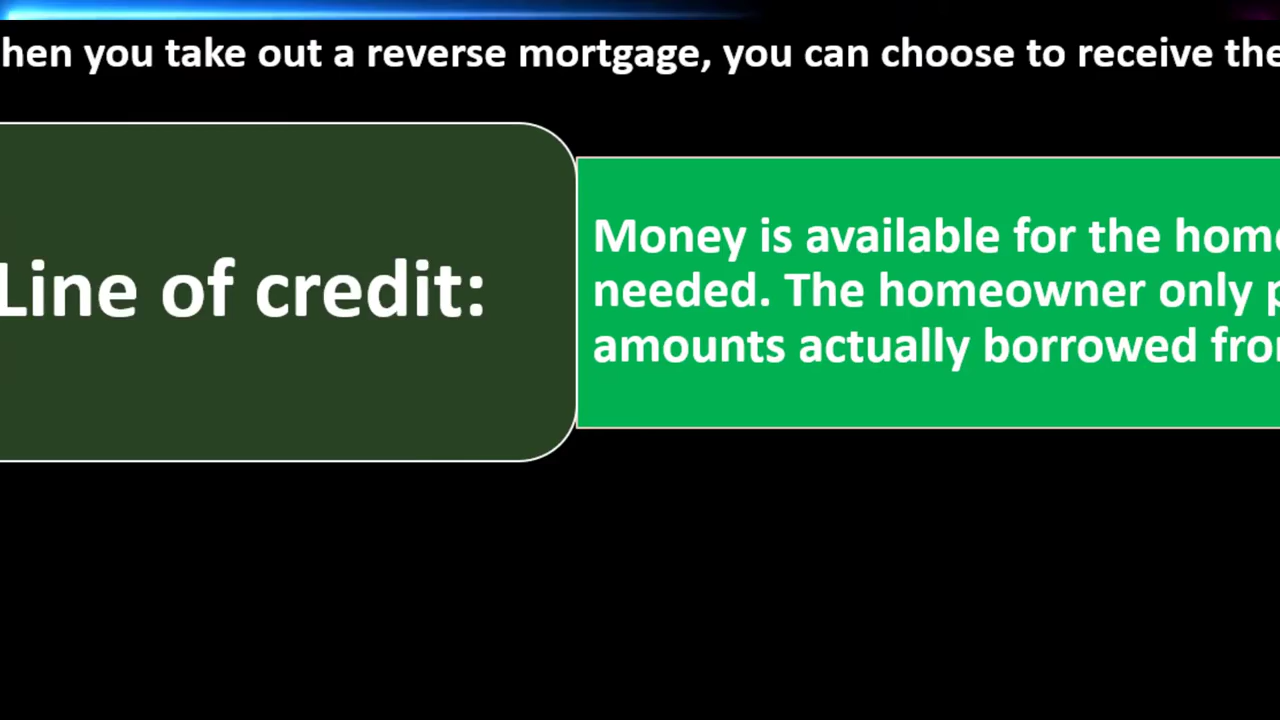 hen you take out a reverse mortgage, you can choose to receive the
Line of credit:
Money is available for the home
needed. The homeowner only p
amounts actually borrowed fro